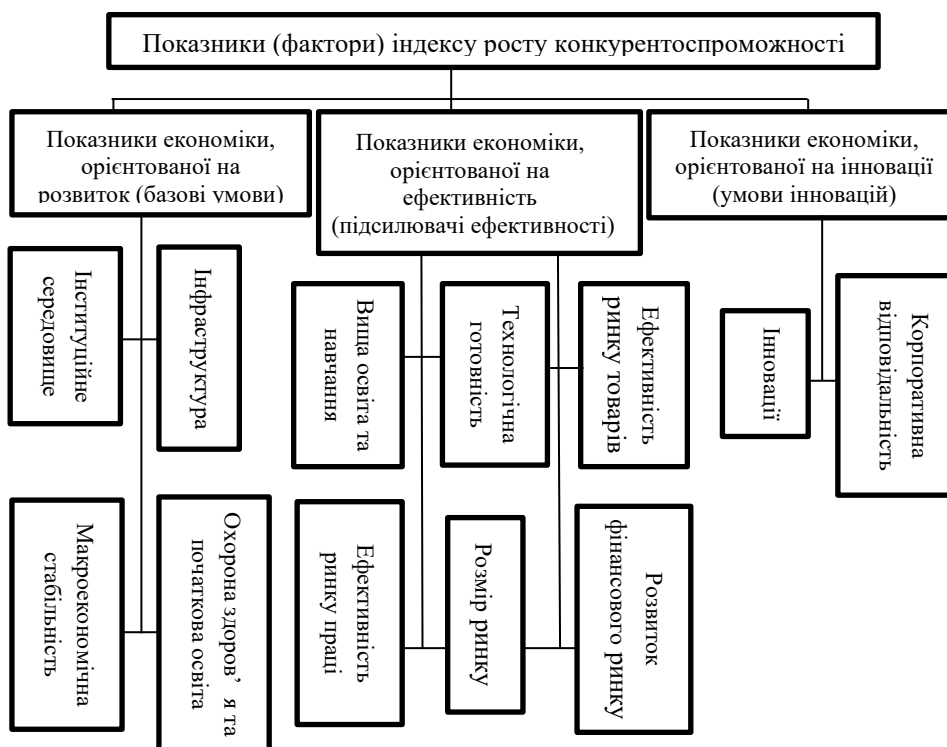 Показники (фактори) індексу росту конкурентоспроможності
Показники економіки,
орієнтованої на
розвиток (базові умови)
Показники економіки,
орієнтованої на
ефективність
(підсилювачі ефективності)
Показники економіки,
орієнтованої на інновації
(умови інновацій)
Інституційне
середовище
Інфраструктура
Вища освіта та
навчання
Технологічна
готовність
Ефективність
ринку товарів
Інновації
Корпоративна
відповідальність
Макроекономічна
стабільність
Охорона здоров’ я та
початкова освіта
Ефективність
ринку праці
Розмір ринку
Розвиток
фінансового ринку